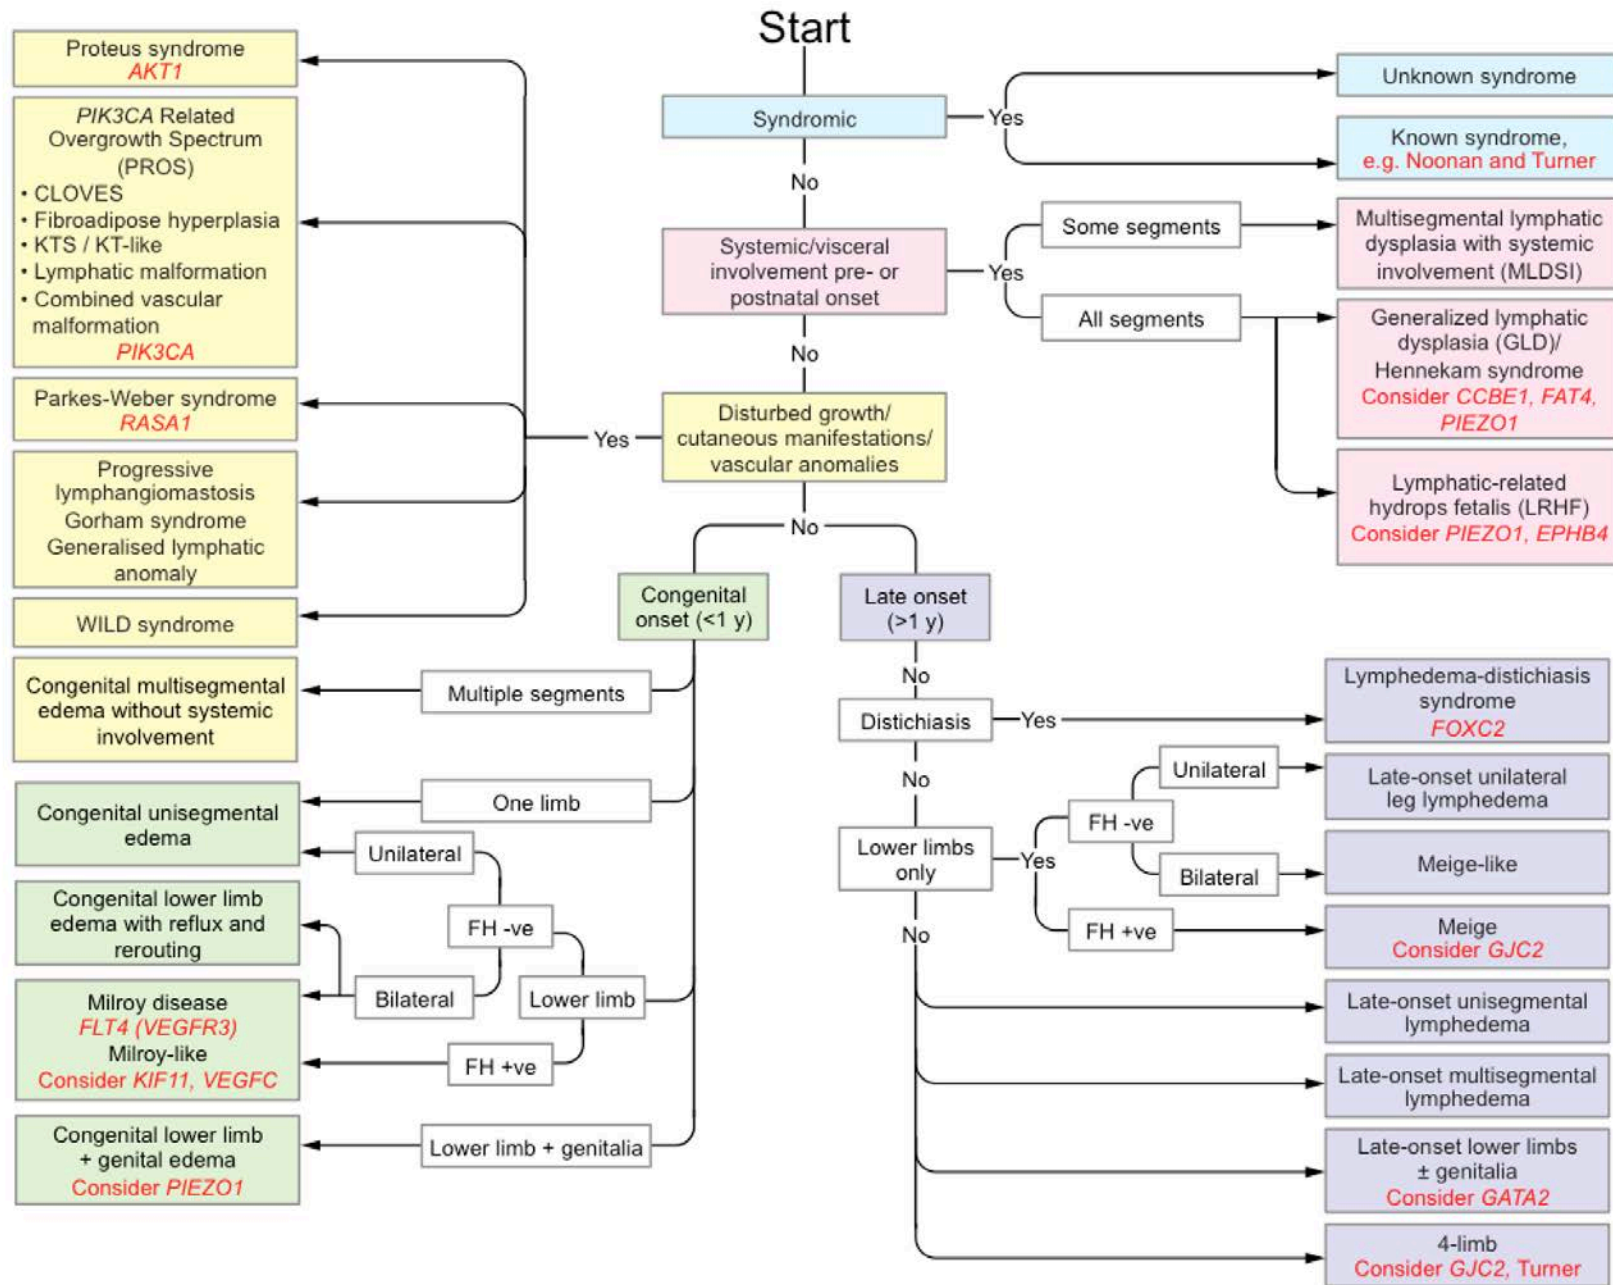 Start
Syndromic
Yes
Unknown syndrome
Known syndrome,
e.g. Noonan and Turner
No
Systemic/visceral
involvement pre- or
postnatal onset
Yes
Some segments
All segments
Multisegmental lymphatic
dysplasia with systemic
involvement (MLDSI)
Generalized lymphatic
dysplasia (GLD)/
Hennekam syndrome
Consider CCBE1, FAT4,
PIEZO1
Lymphatic-related
hydrops fetalis (LRHF)
Consider PIEZO1, EPHB4
No
Disturbed growth/
cutaneous manifestations/
vascular anomalies
Yes
Proteus syndrome
AKT1
PIK3CA Related
Overgrowth Spectrum
(PROS)
• CLOVES
• Fibroadipose hyperplasia
• KTS / KT-like
• Lymphatic malformation
• Combined vascular
malformation
PIK3CA
Parkes-Weber syndrome
RASA1
Progressive
lymphangiomastosis
Gorham syndrome
Generalised lymphatic
anomaly
WILD syndrome
No
Congenital
onset (<1 y)
Multiple segments
Congenital multisegmental
edema without systemic
involvement
One limb
Congenital unisegmental
edema
Unilateral
FH -ve
Congenital lower limb
edema with reflux and
rerouting
Bilateral
Lower limb
Milroy disease
FLT4 (VEGFR3)
Milroy-like
Consider KIF11, VEGFC
FH +ve
Lower limb + genitalia
Congenital lower limb
+ genital edema
Consider PIEZO1
Late onset
(>1 y)
No
Distichiasis
Yes
Lymphedema-distichiasis
syndrome
FOXC2
No
Lower limbs
only
Yes
FH -ve
Unilateral
Late-onset unilateral
leg lymphedema
Bilateral
Meige-like
FH +ve
Meige
Consider GJC2
No
Late-onset unisegmental
lymphedema
Late-onset multisegmental
lymphedema
Late-onset lower limbs
± genitalia
Consider GATA2
4-limb
Consider GJC2, Turner